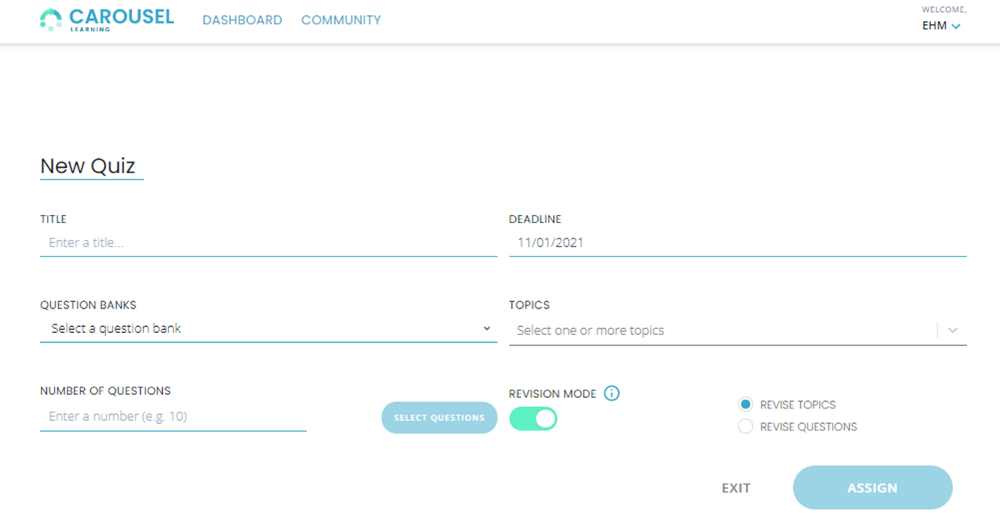 CAROUSEL
LEARNING
DASHBOARD
COMMUNITY
WELCOME,
EHM
New Quiz
TITLE
Enter a title...
DEADLINE
11/01/2021
QUESTION BANKS
Select a question bank
TOPICS
Select one or more topics
NUMBER OF QUESTIONS
Enter a number (e.g. 10)
SELECT QUESTIONS
REVISION MODE
REVISE TOPICS
REVISE QUESTIONS
EXIT
ASSIGN